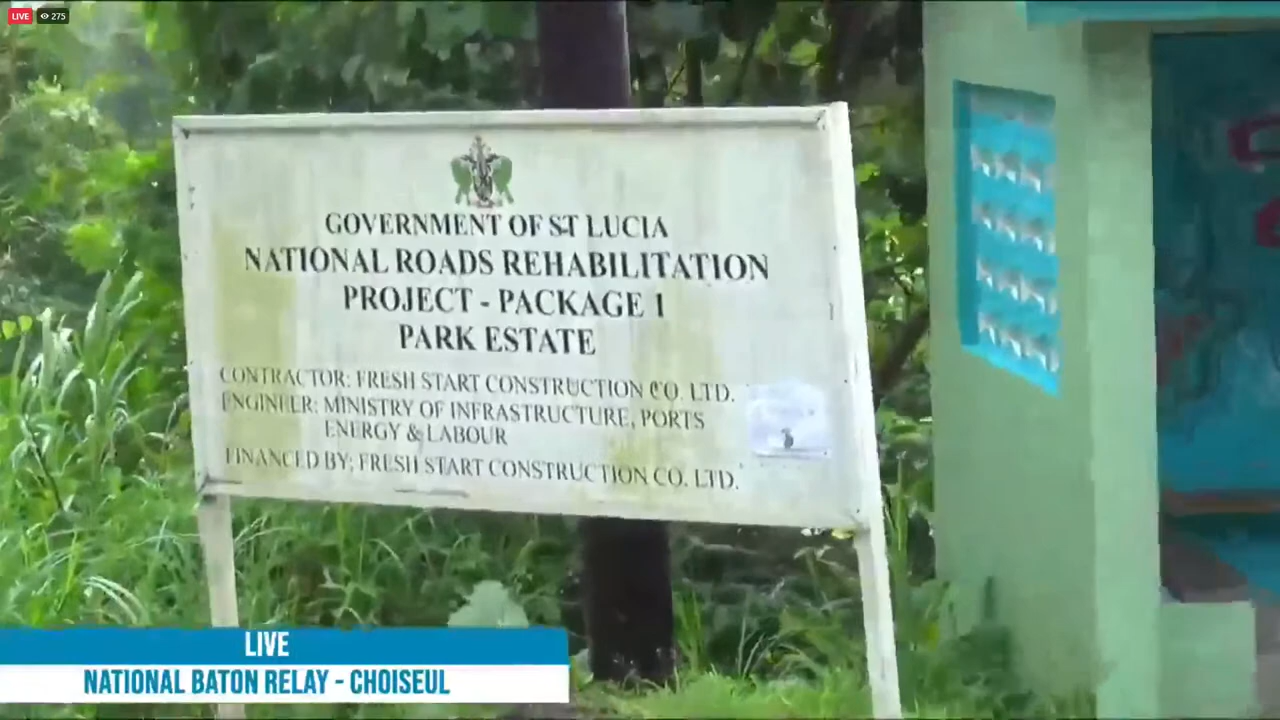 LIVE 275
GOVERNMENT OF ST LUCIA
NATIONAL ROADS REHABILITATION
PROJECT - PACKAGE 1
PARK ESTATE
CONTRACTOR: FRESH START CONSTRUCTION CO. LTD.
ENGINEER: MINISTRY OF INFRASTRUCTURE, PORTS
ENERGY & LABOUR
FINANCED BY: FRESH START CONSTRUCTION CO. LTD.
LIVE
NATIONAL BATON RELAY - CHOISEUL